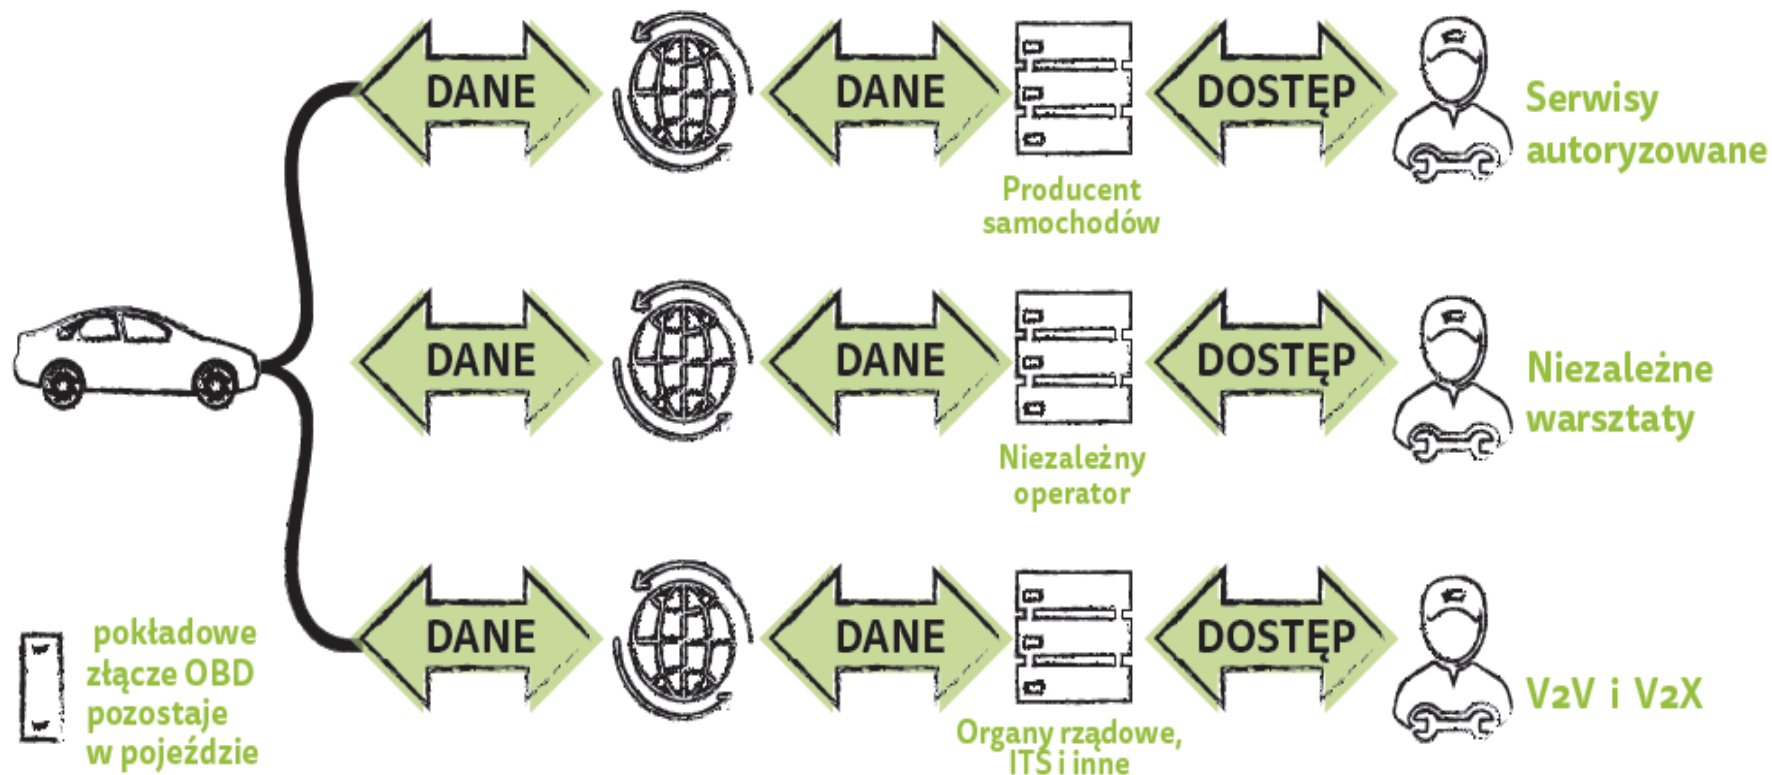 DANE
DANE
DOSTĘP
Serwisy
autoryzowane
Producent
samochodów
DANE
DANE
DOSTĘP
Niezależne
warsztaty
Niezależny
operator
DANE
DANE
DOSTĘP
V2V i V2X
Organy rządowe,
ITS i inne
pokładowe
złącze OBD
pozostaje
w pojeździe